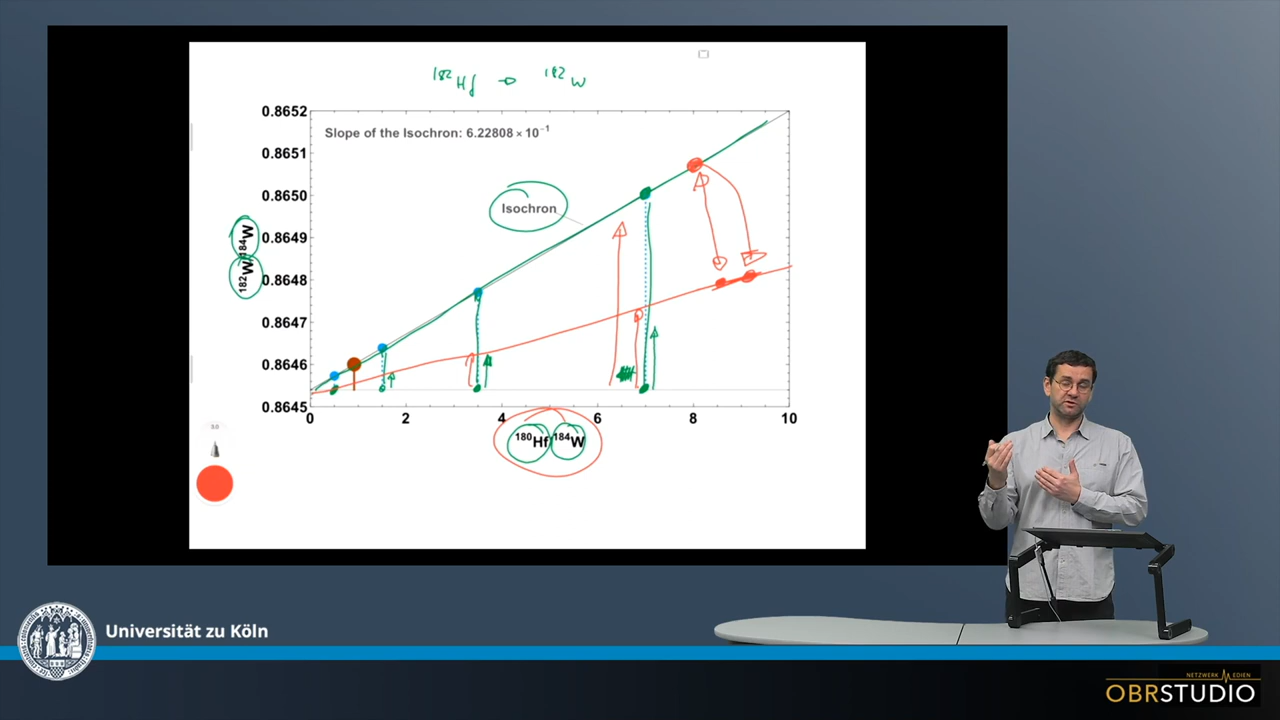 ¹⁸²Hf → ¹⁸²W
0.8652
Slope of the Isochron: 6.22808 × 10⁻¹
0.8651
0.8650
Isochron
0.8649
0.8648
0.8647
0.8646
0.8645
¹⁸²W/¹⁸⁴W
0 2 4 6 8 10
¹⁸⁰Hf/¹⁸⁴W
Universität zu Köln
NETZWERK MEDIEN
OBRSTUDIO